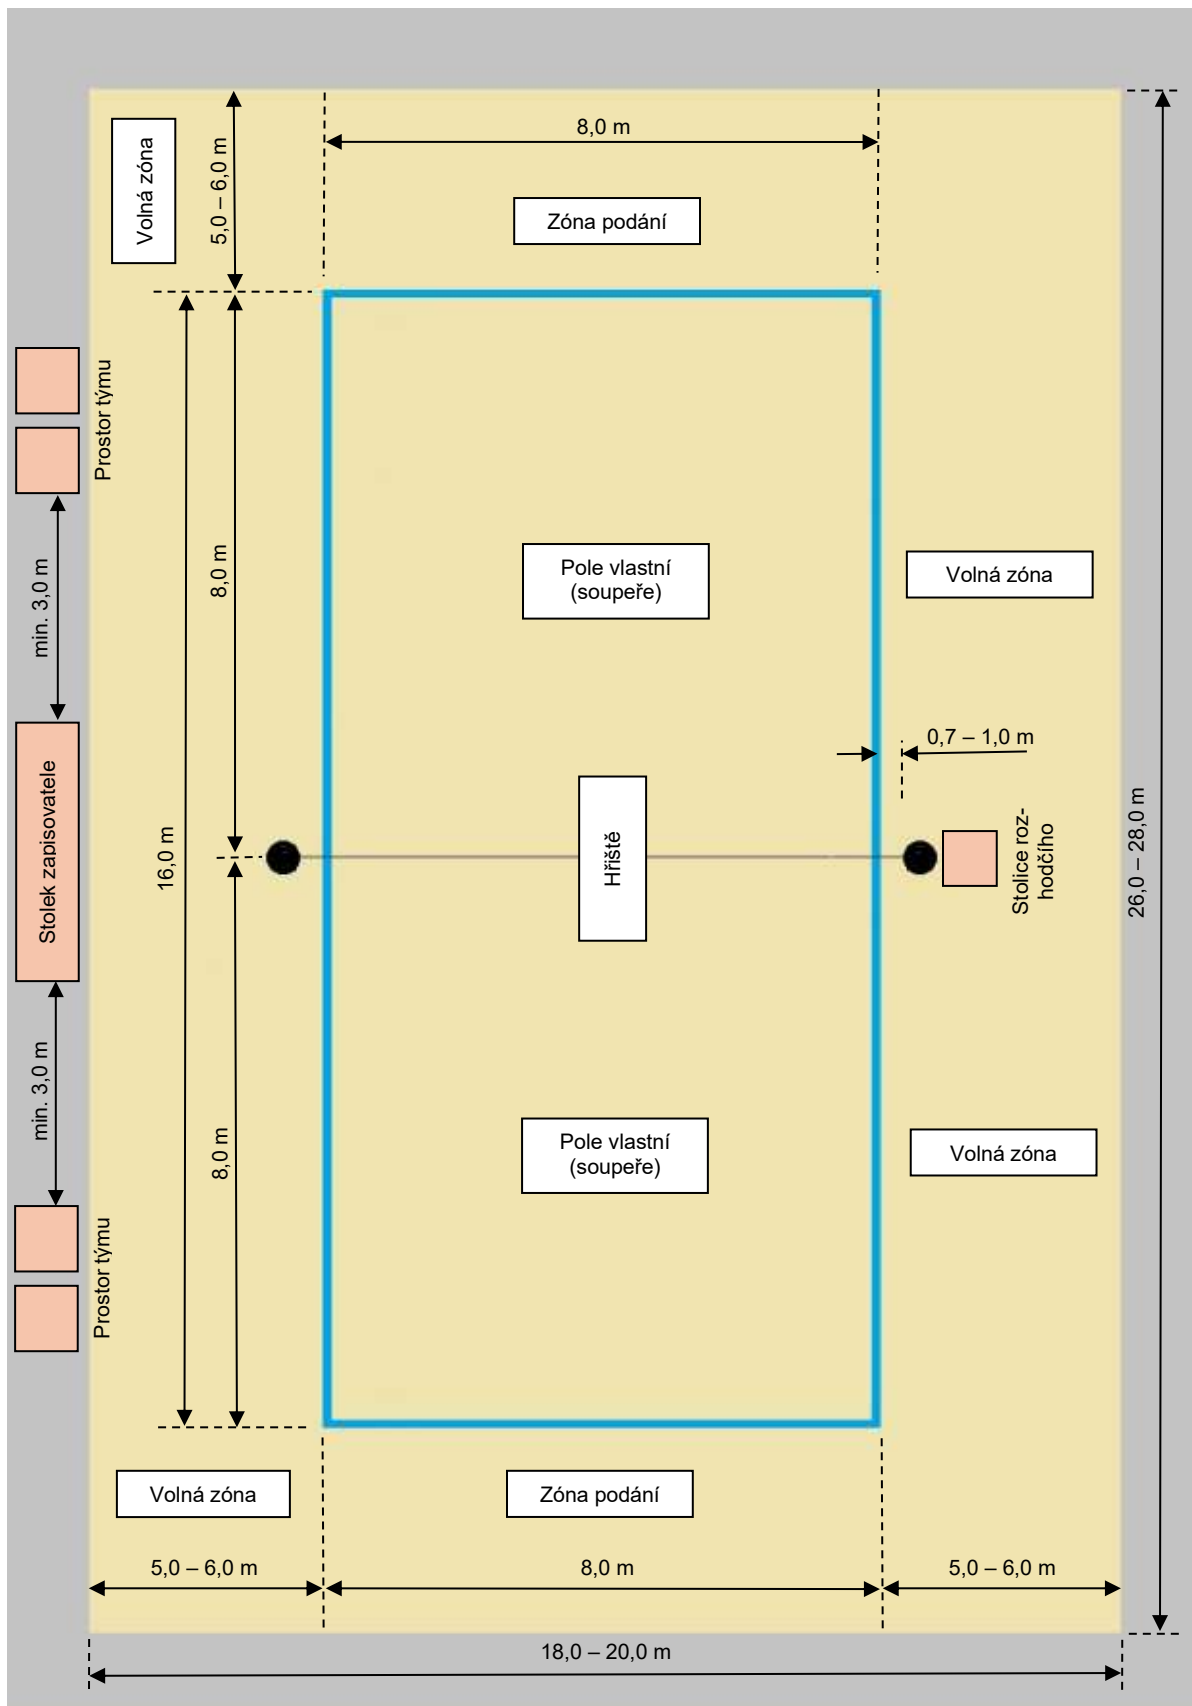 8,0 m
Volná zóna
5,0 – 6,0 m
Zóna podání
Prostor týmu
8,0 m
Pole vlastní
(soupeře)
Volná zóna
min. 3,0 m
0,7 – 1,0 m
Stolek zapisovatele
16,0 m
Hřiště
Stolice roz-
hodčího
26,0 – 28,0 m
min. 3,0 m
8,0 m
Pole vlastní
(soupeře)
Volná zóna
Prostor týmu
Volná zóna
Zóna podání
5,0 – 6,0 m
8,0 m
5,0 – 6,0 m
18,0 – 20,0 m